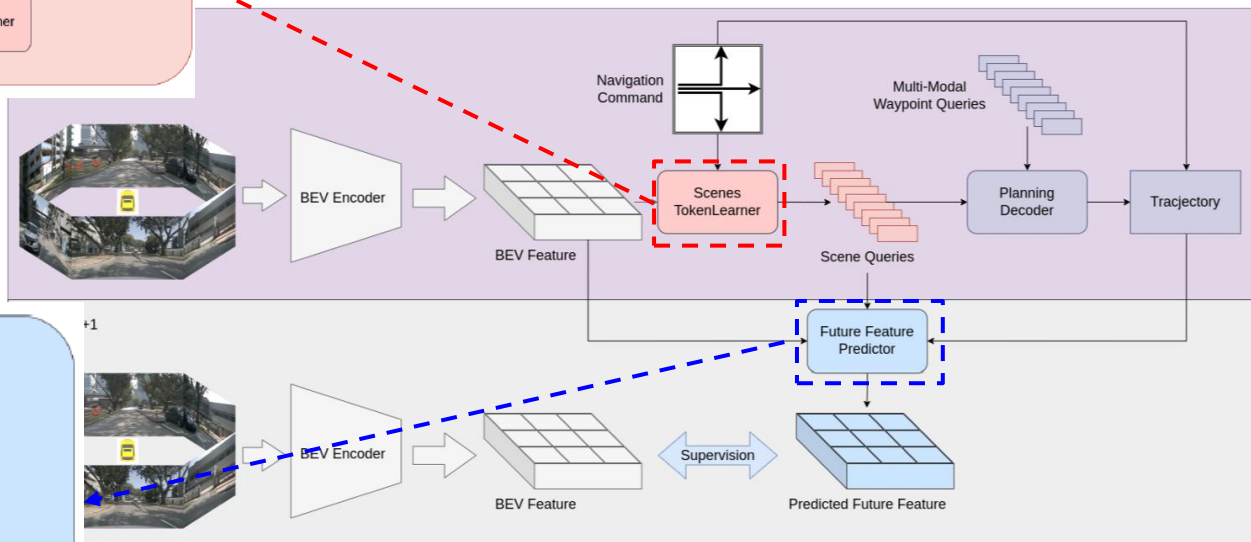 ner
Navigation
Command
Multi-Modal
Waypoint Queries
BEV Encoder
Scenes
TokenLearner
Planning
Decoder
Tracjectory
BEV Feature
Scene Queries
+1
Future Feature
Predictor
BEV Encoder
Supervision
BEV Feature
Predicted Future Feature